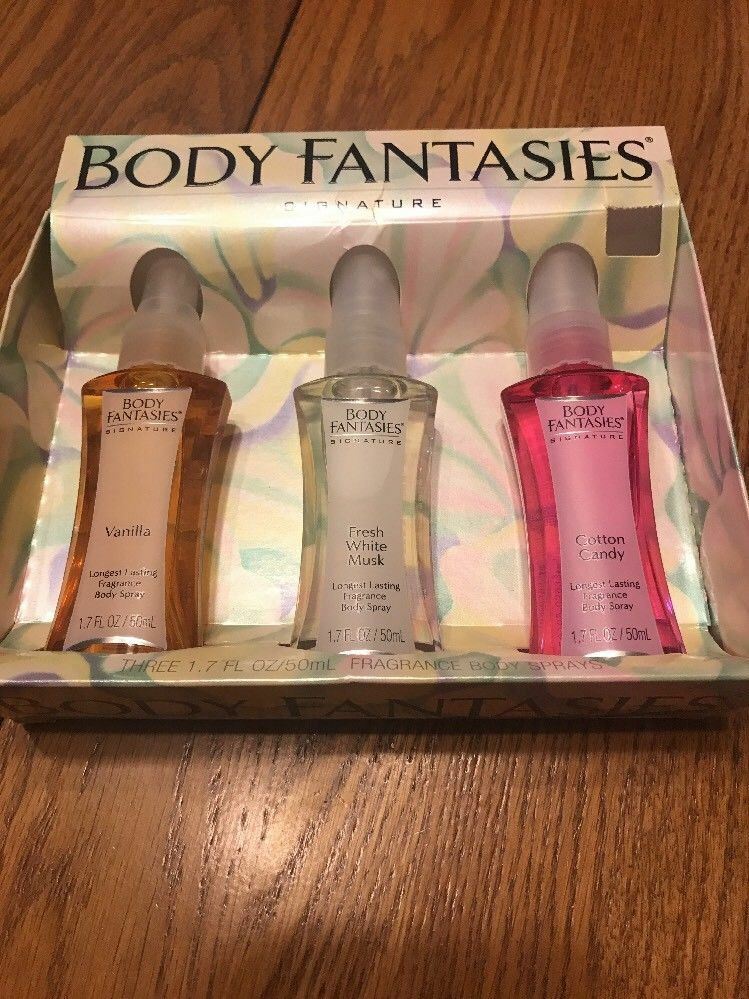 BODY FANTASIES®
SIGNATURE
BODY
FANTASIES®
SIGNATURE
Vanilla
Longest Lasting
Fragrance
Body Spray
1.7 FL OZ / 50mL
BODY
FANTASIES®
SIGNATURE
Fresh
White
Musk
Longest Lasting
Fragrance
Body Spray
1.7 FL OZ / 50mL
BODY
FANTASIES®
SIGNATURE
Cotton
Candy
Longest Lasting
Fragrance
Body Spray
1.7 FL OZ / 50mL
THREE 1.7 FL OZ/50mL FRAGRANCE BODY SPRAYS
BODY FANTASIES